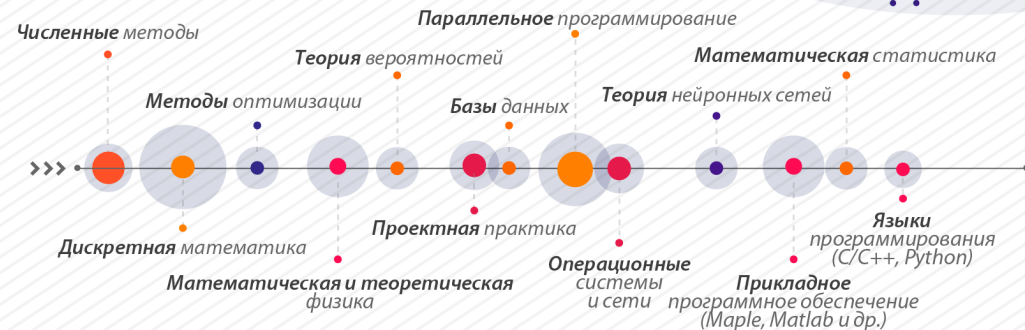 Параллельное программирование
Численные методы
Теория вероятностей
Математическая статистика
Методы оптимизации
Базы данных
Теория нейронных сетей
Дискретная математика
Проектная практика
Языки
программирования
(C/C++, Python)
Математическая и теоретическая
физика
Операционные
системы
и сети
Прикладное
программное обеспечение
(Maple, Matlab и др.)